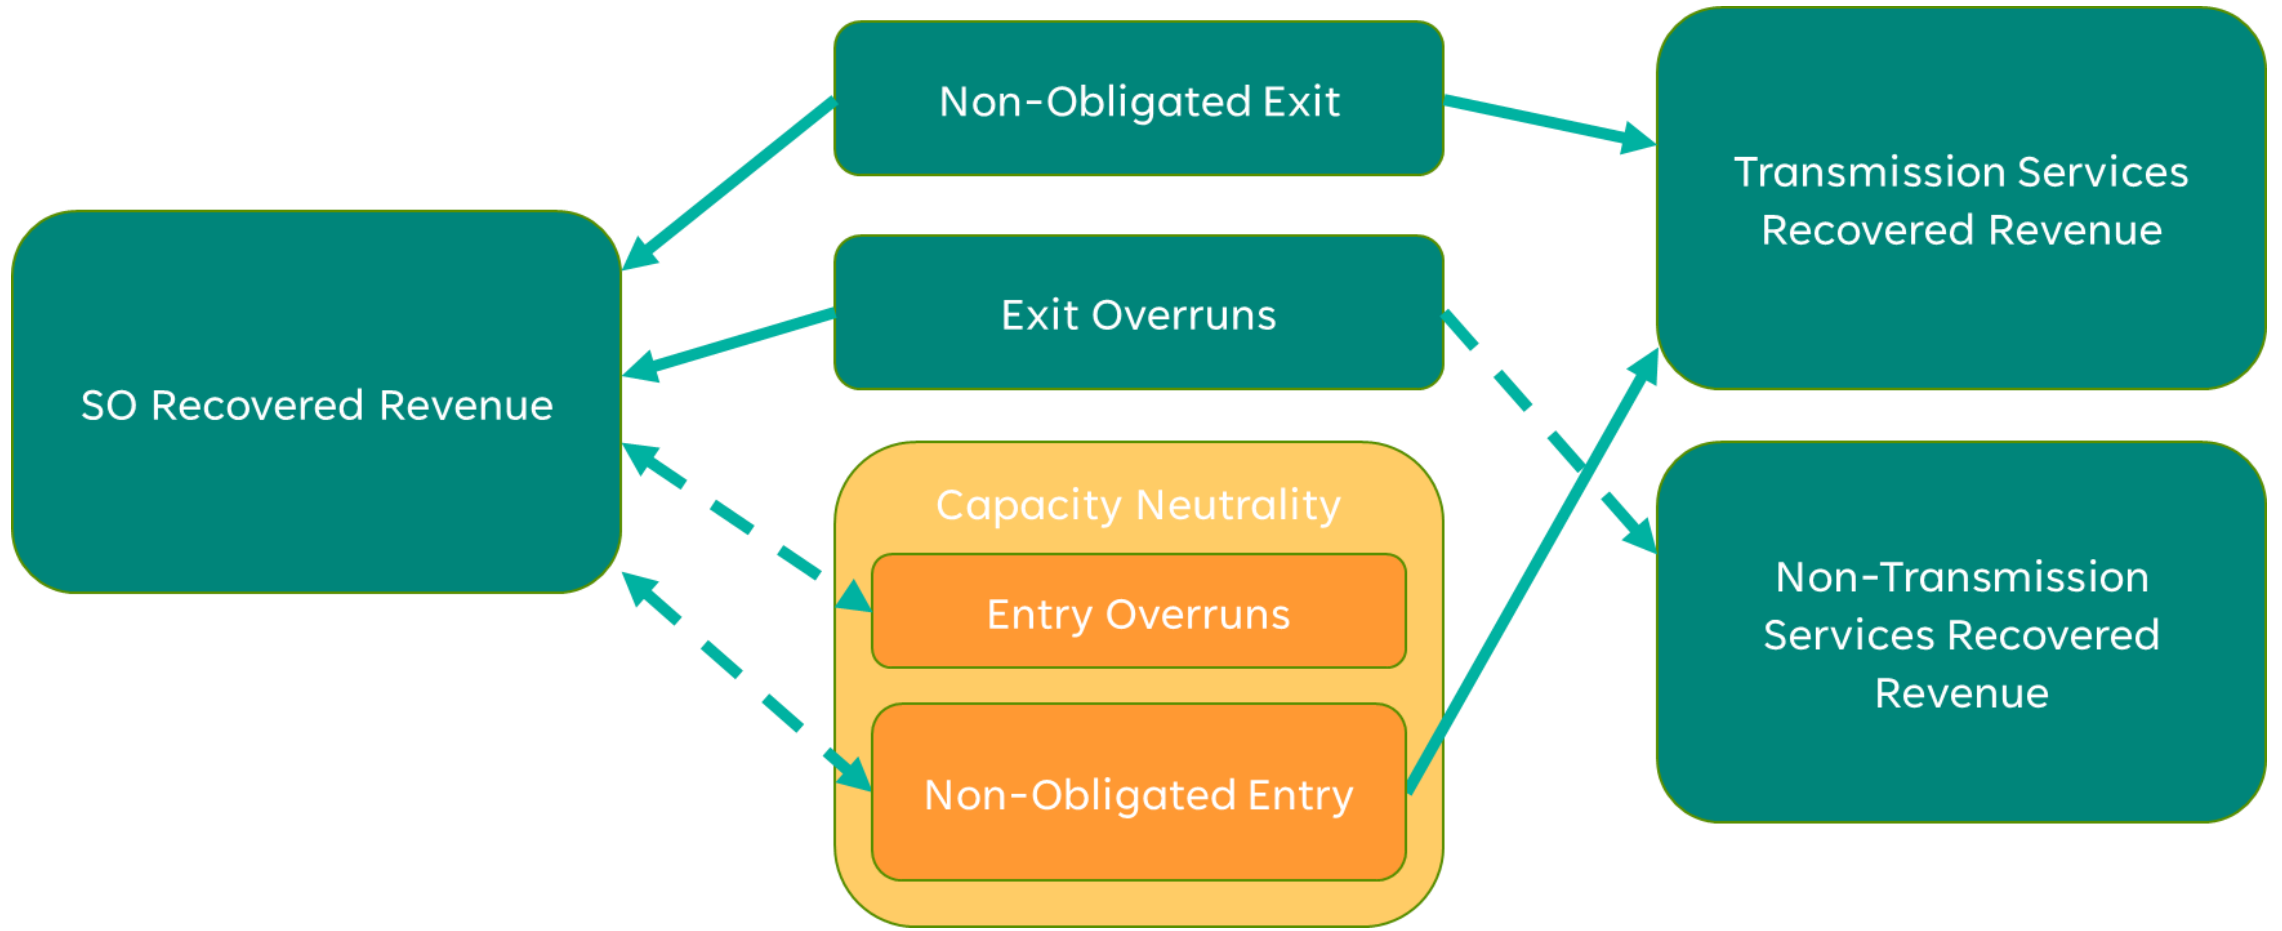 Non-Obligated Exit
Transmission Services
Recovered Revenue
Exit Overruns
SO Recovered Revenue
Capacity Neutrality
Entry Overruns
Non-Transmission
Services Recovered
Revenue
Non-Obligated Entry